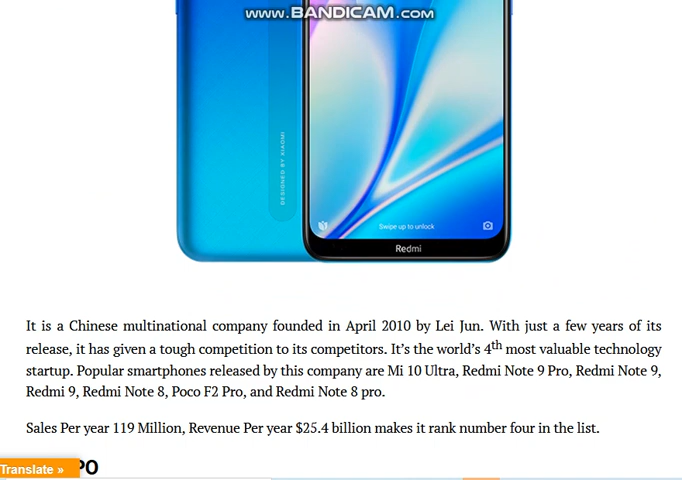 www.BANDICAM.com
DESIGNED BY XIAOMI
Swipe up to unlock
Redmi
It is a Chinese multinational company founded in April 2010 by Lei Jun. With just a few years of its
release, it has given a tough competition to its competitors. It’s the world’s 4th most valuable technology
startup. Popular smartphones released by this company are Mi 10 Ultra, Redmi Note 9 Pro, Redmi Note 9,
Redmi 9, Redmi Note 8, Poco F2 Pro, and Redmi Note 8 pro.
Sales Per year 119 Million, Revenue Per year $25.4 billion makes it rank number four in the list.
Translate »